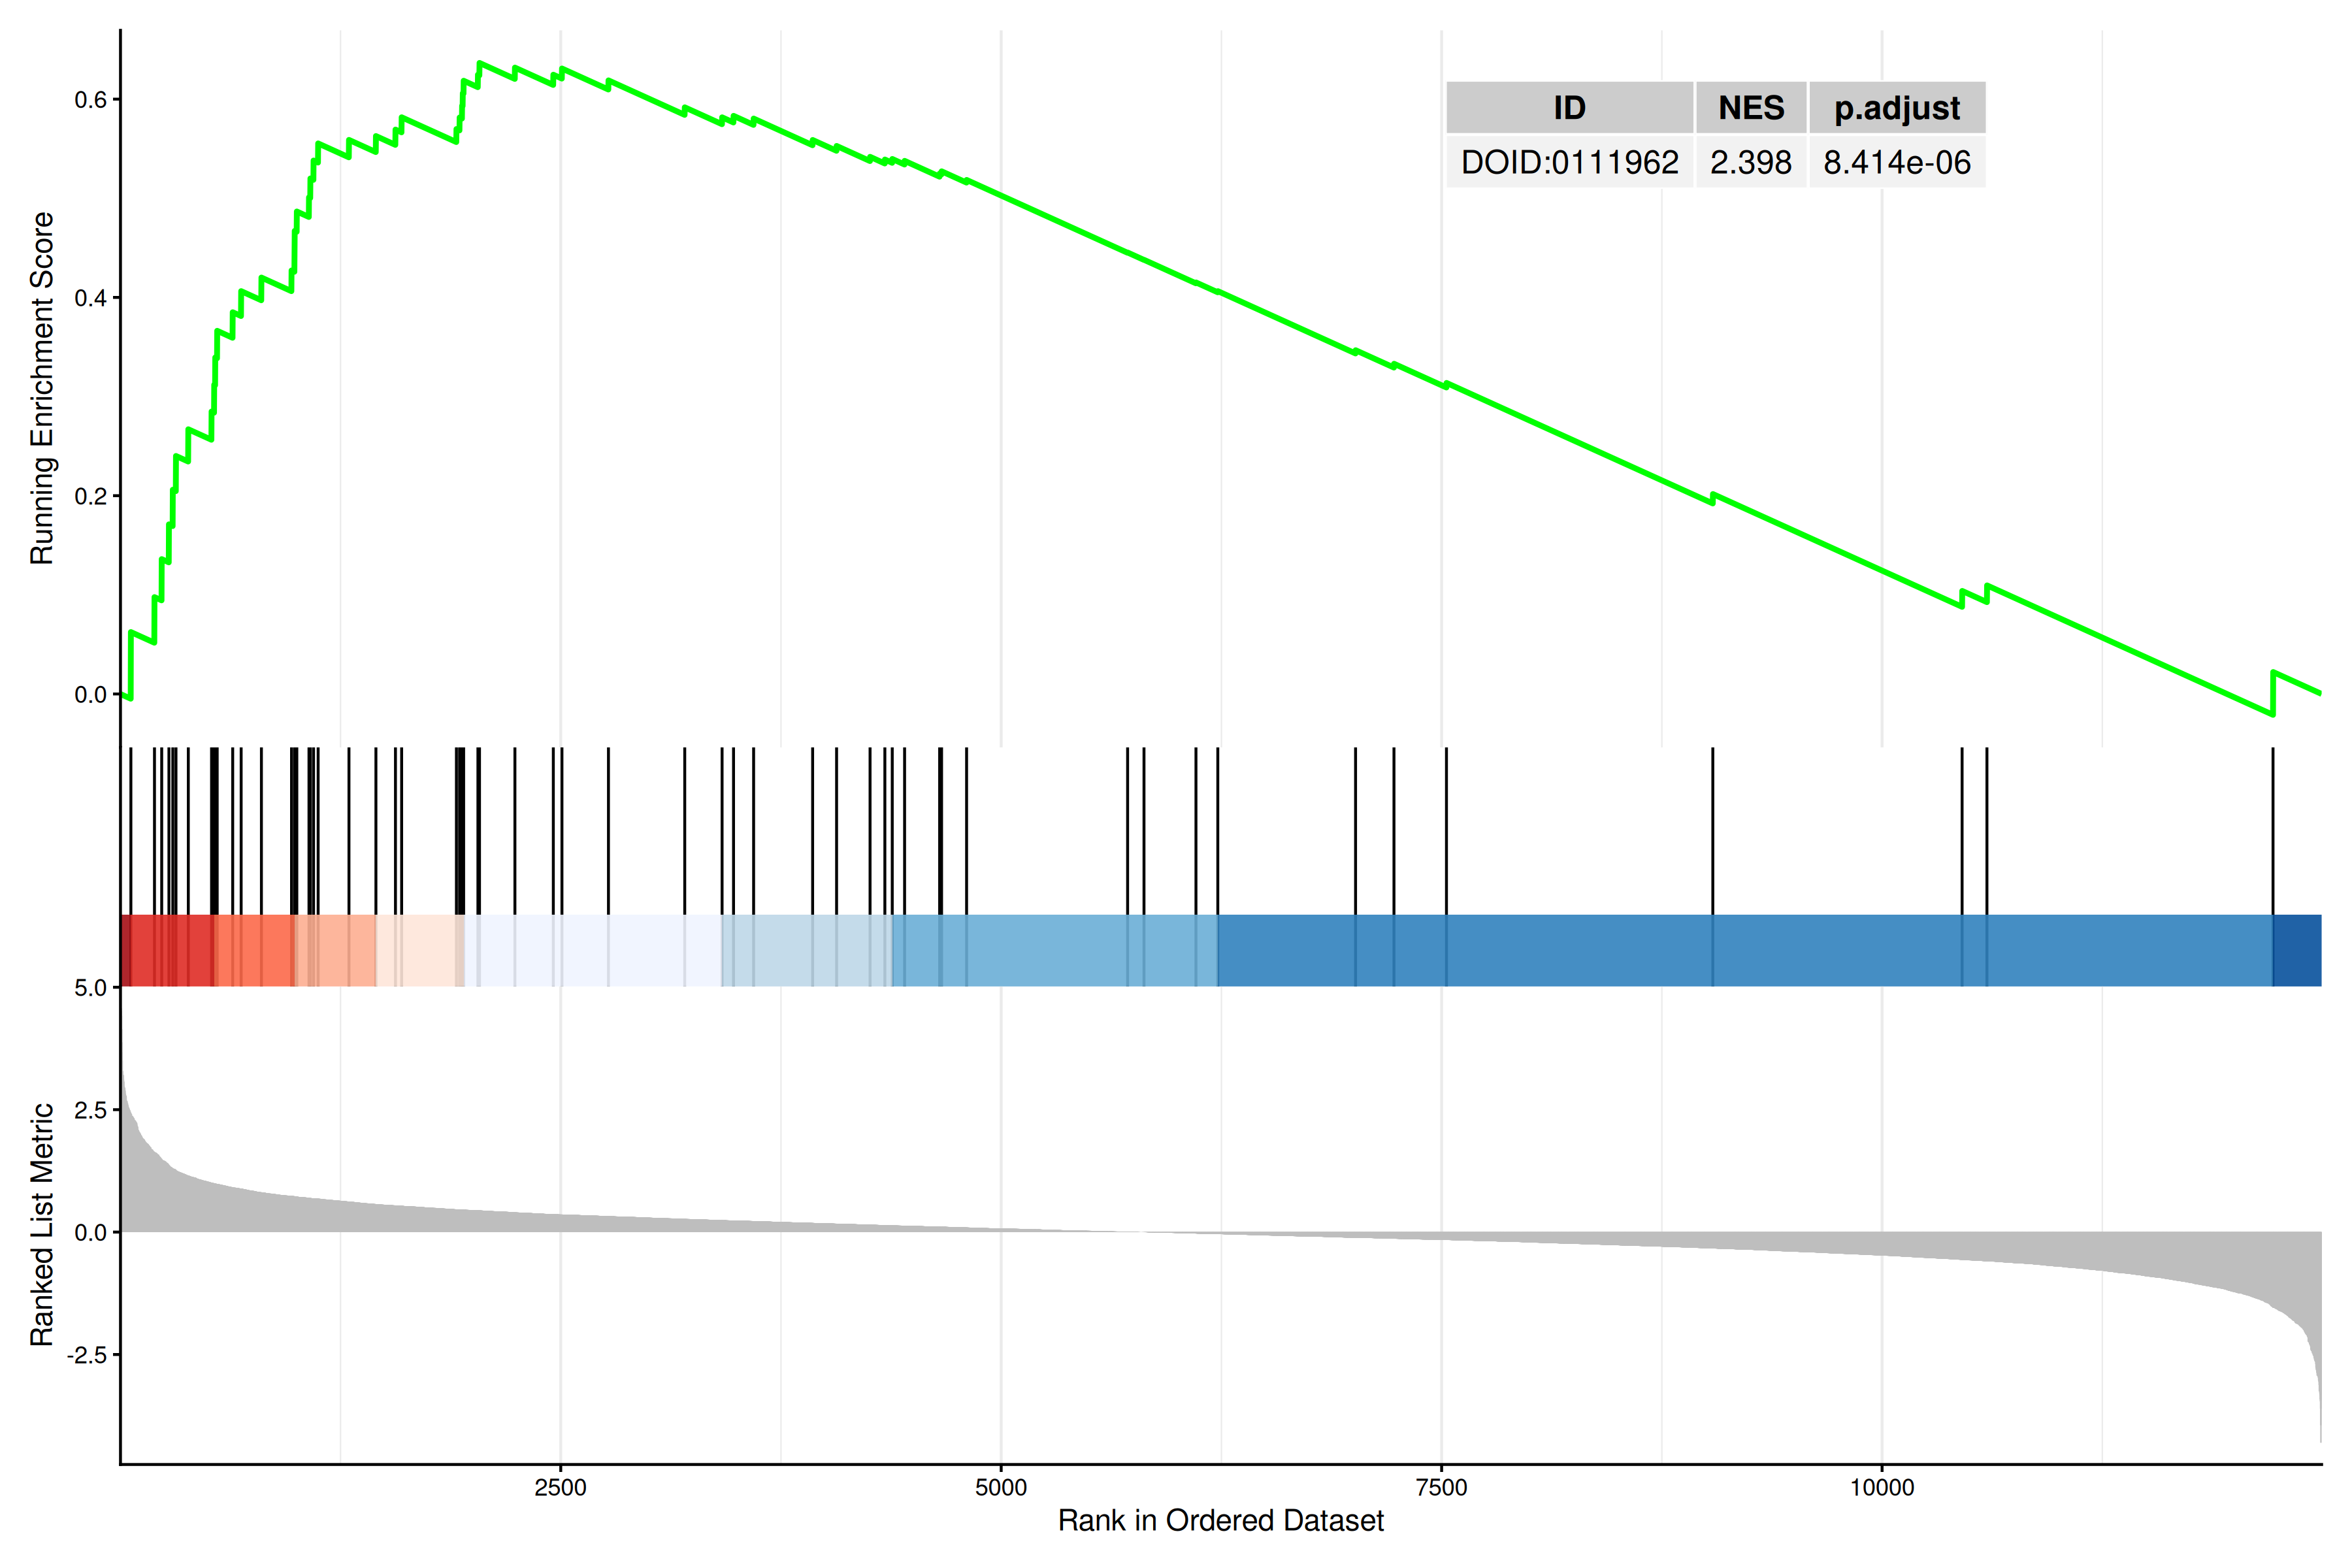 Running Enrichment Score
0.6
0.4
0.2
0.0
ID NES p.adjust
DOID:0111962 2.398 8.414e-06
Ranked List Metric
5.0
2.5
0.0
-2.5
2500 5000 7500 10000
Rank in Ordered Dataset